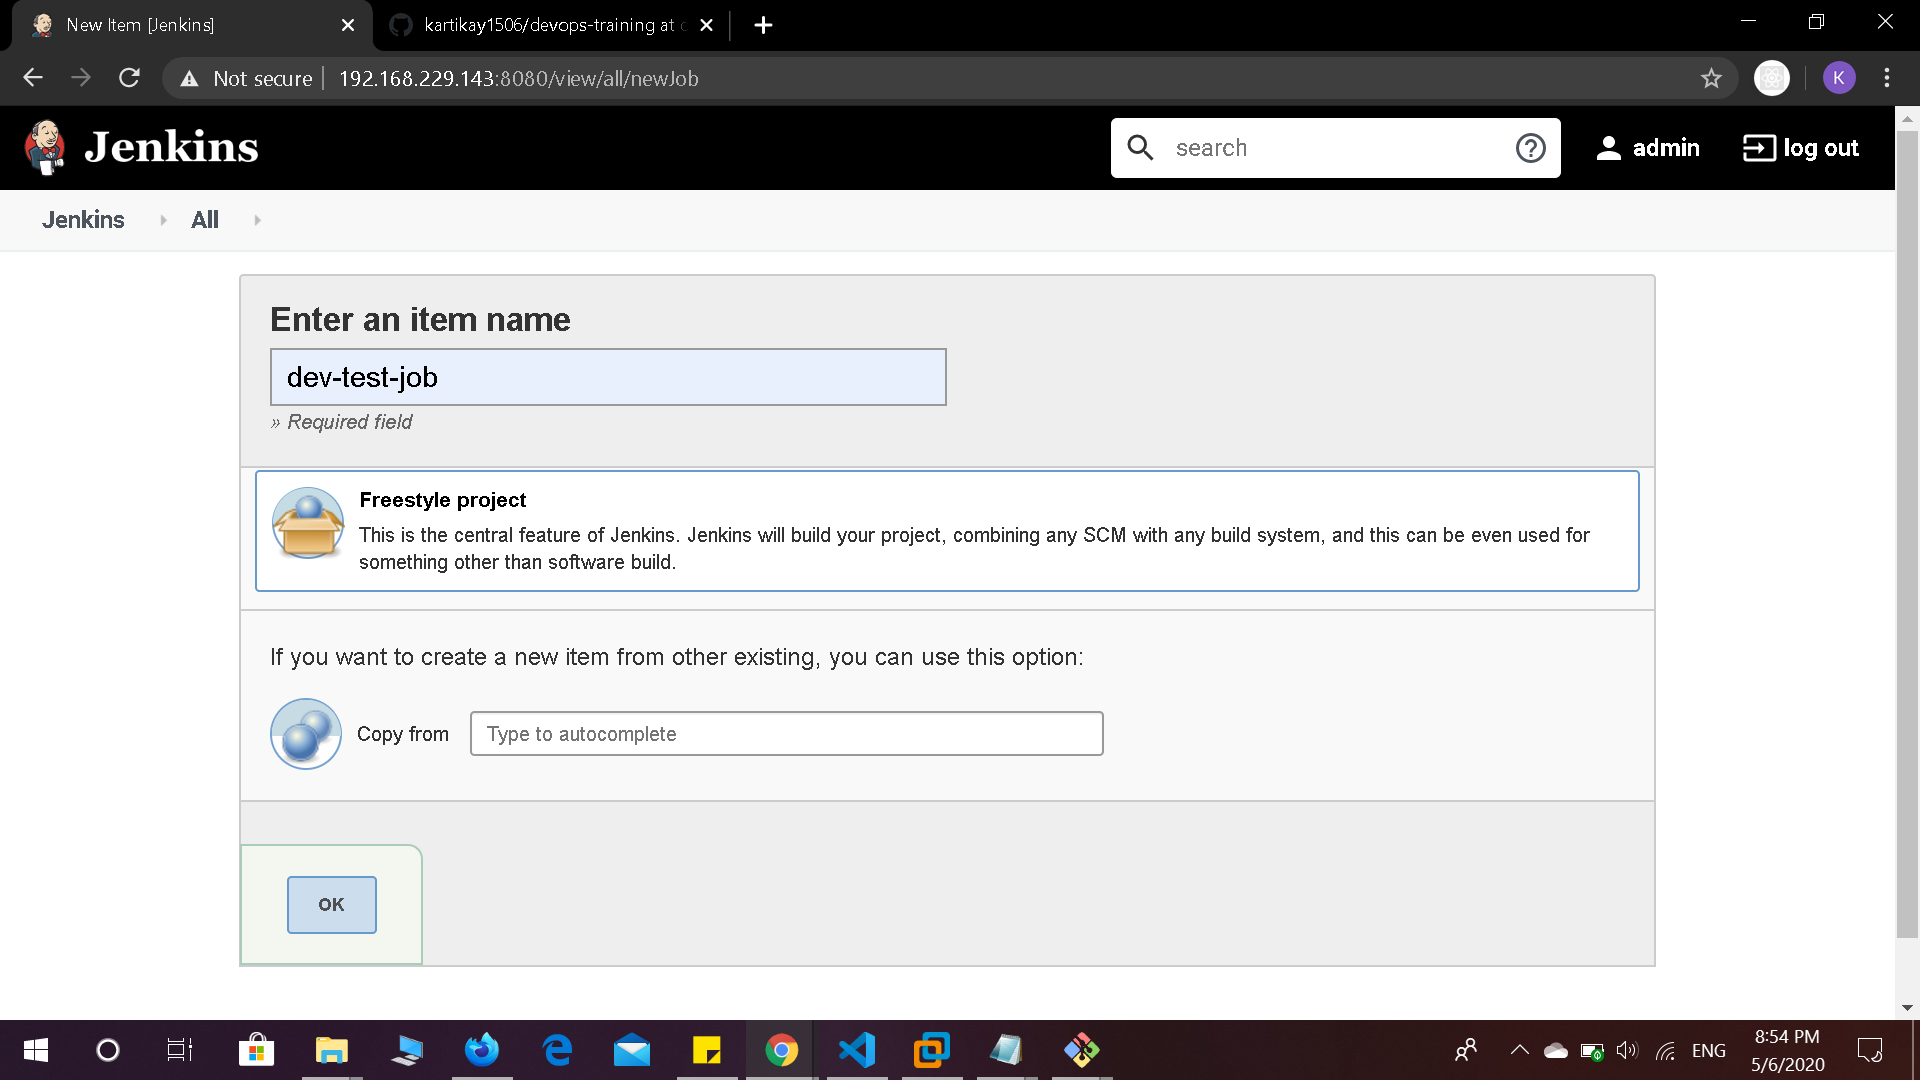 New Item [Jenkins]
kartikay1506/devops-training at
Not secure
192.168.229.143:8080/view/all/newJob
K
Jenkins
search
admin
log out
Jenkins
All
Enter an item name
dev-test-job
» Required field
Freestyle project
This is the central feature of Jenkins. Jenkins will build your project, combining any SCM with any build system, and this can be even used for
something other than software build.
If you want to create a new item from other existing, you can use this option:
Copy from
Type to autocomplete
OK
ENG
8:54 PM
5/6/2020